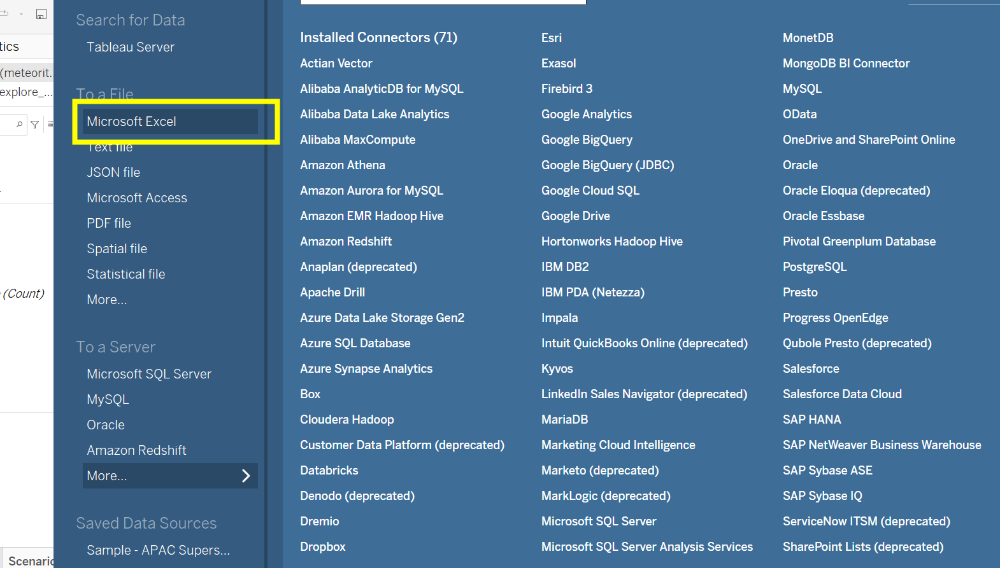 tics
(meteorit...
explore_...
(Count)
Scenario
Search for Data
Tableau Server
To a File
Microsoft Excel
Text file
JSON file
Microsoft Access
PDF file
Spatial file
Statistical file
More...
To a Server
Microsoft SQL Server
MySQL
Oracle
Amazon Redshift
More...
Saved Data Sources
Sample - APAC Supers...
Installed Connectors (71)
Actian Vector
Alibaba AnalyticDB for MySQL
Alibaba Data Lake Analytics
Alibaba MaxCompute
Amazon Athena
Amazon Aurora for MySQL
Amazon EMR Hadoop Hive
Amazon Redshift
Anaplan (deprecated)
Apache Drill
Azure Data Lake Storage Gen2
Azure SQL Database
Azure Synapse Analytics
Box
Cloudera Hadoop
Customer Data Platform (deprecated)
Databricks
Denodo (deprecated)
Dremio
Dropbox
Esri
Exasol
Firebird 3
Google Analytics
Google BigQuery
Google BigQuery (JDBC)
Google Cloud SQL
Google Drive
Hortonworks Hadoop Hive
IBM DB2
IBM PDA (Netezza)
Impala
Intuit QuickBooks Online (deprecated)
Kyvos
LinkedIn Sales Navigator (deprecated)
MariaDB
Marketing Cloud Intelligence
Marketo (deprecated)
MarkLogic (deprecated)
Microsoft SQL Server
Microsoft SQL Server Analysis Services
MonetDB
MongoDB BI Connector
MySQL
OData
OneDrive and SharePoint Online
Oracle
Oracle Eloqua (deprecated)
Oracle Essbase
Pivotal Greenplum Database
PostgreSQL
Presto
Progress OpenEdge
Qubole Presto (deprecated)
Salesforce
Salesforce Data Cloud
SAP HANA
SAP NetWeaver Business Warehouse
SAP Sybase ASE
SAP Sybase IQ
ServiceNow ITSM (deprecated)
SharePoint Lists (deprecated)